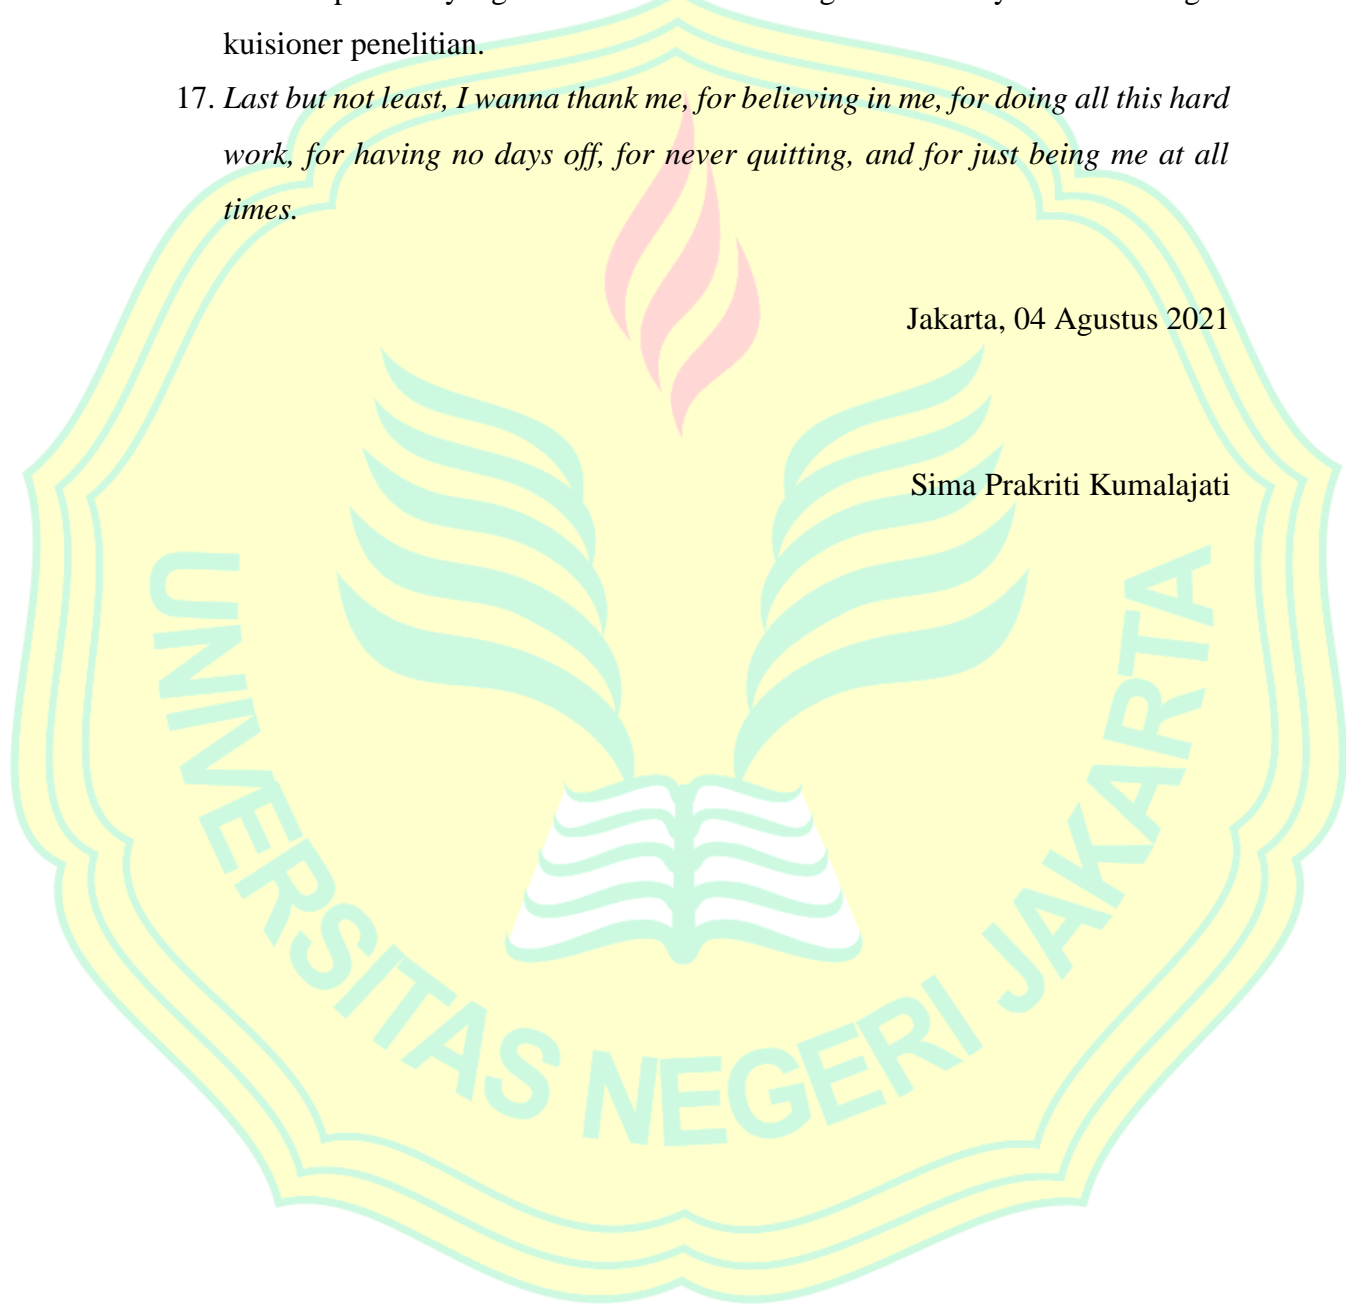 kuisioner penelitian.
17. Last but not least, I wanna thank me, for believing in me, for doing all this hard
work, for having no days off, for never quitting, and for just being me at all
times.
Jakarta, 04 Agustus 2021
Sima Prakriti Kumalajati
UNIVERSITAS NEGERI JAKARTA